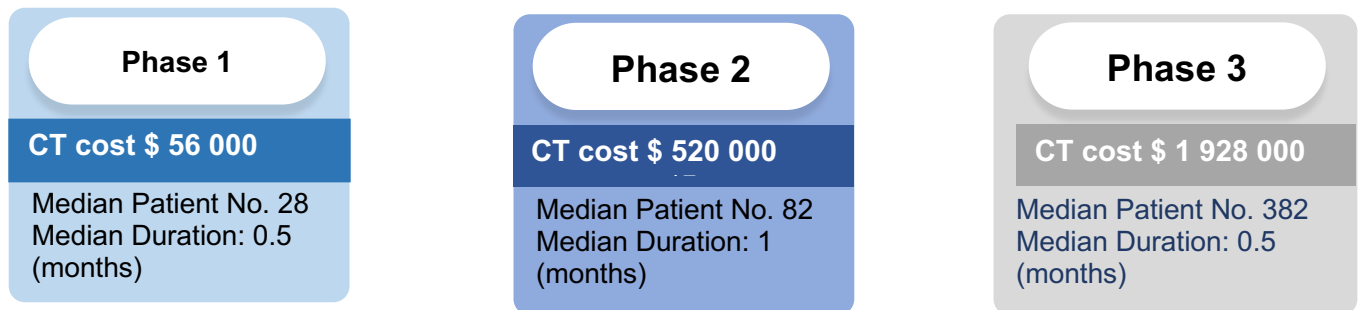 Phase 1
CT cost $ 56 000
Median Patient No. 28
Median Duration: 0.5
(months)
Phase 2
CT cost $ 520 000
Median Patient No. 82
Median Duration: 1
(months)
Phase 3
CT cost $ 1 928 000
Median Patient No. 382
Median Duration: 0.5
(months)